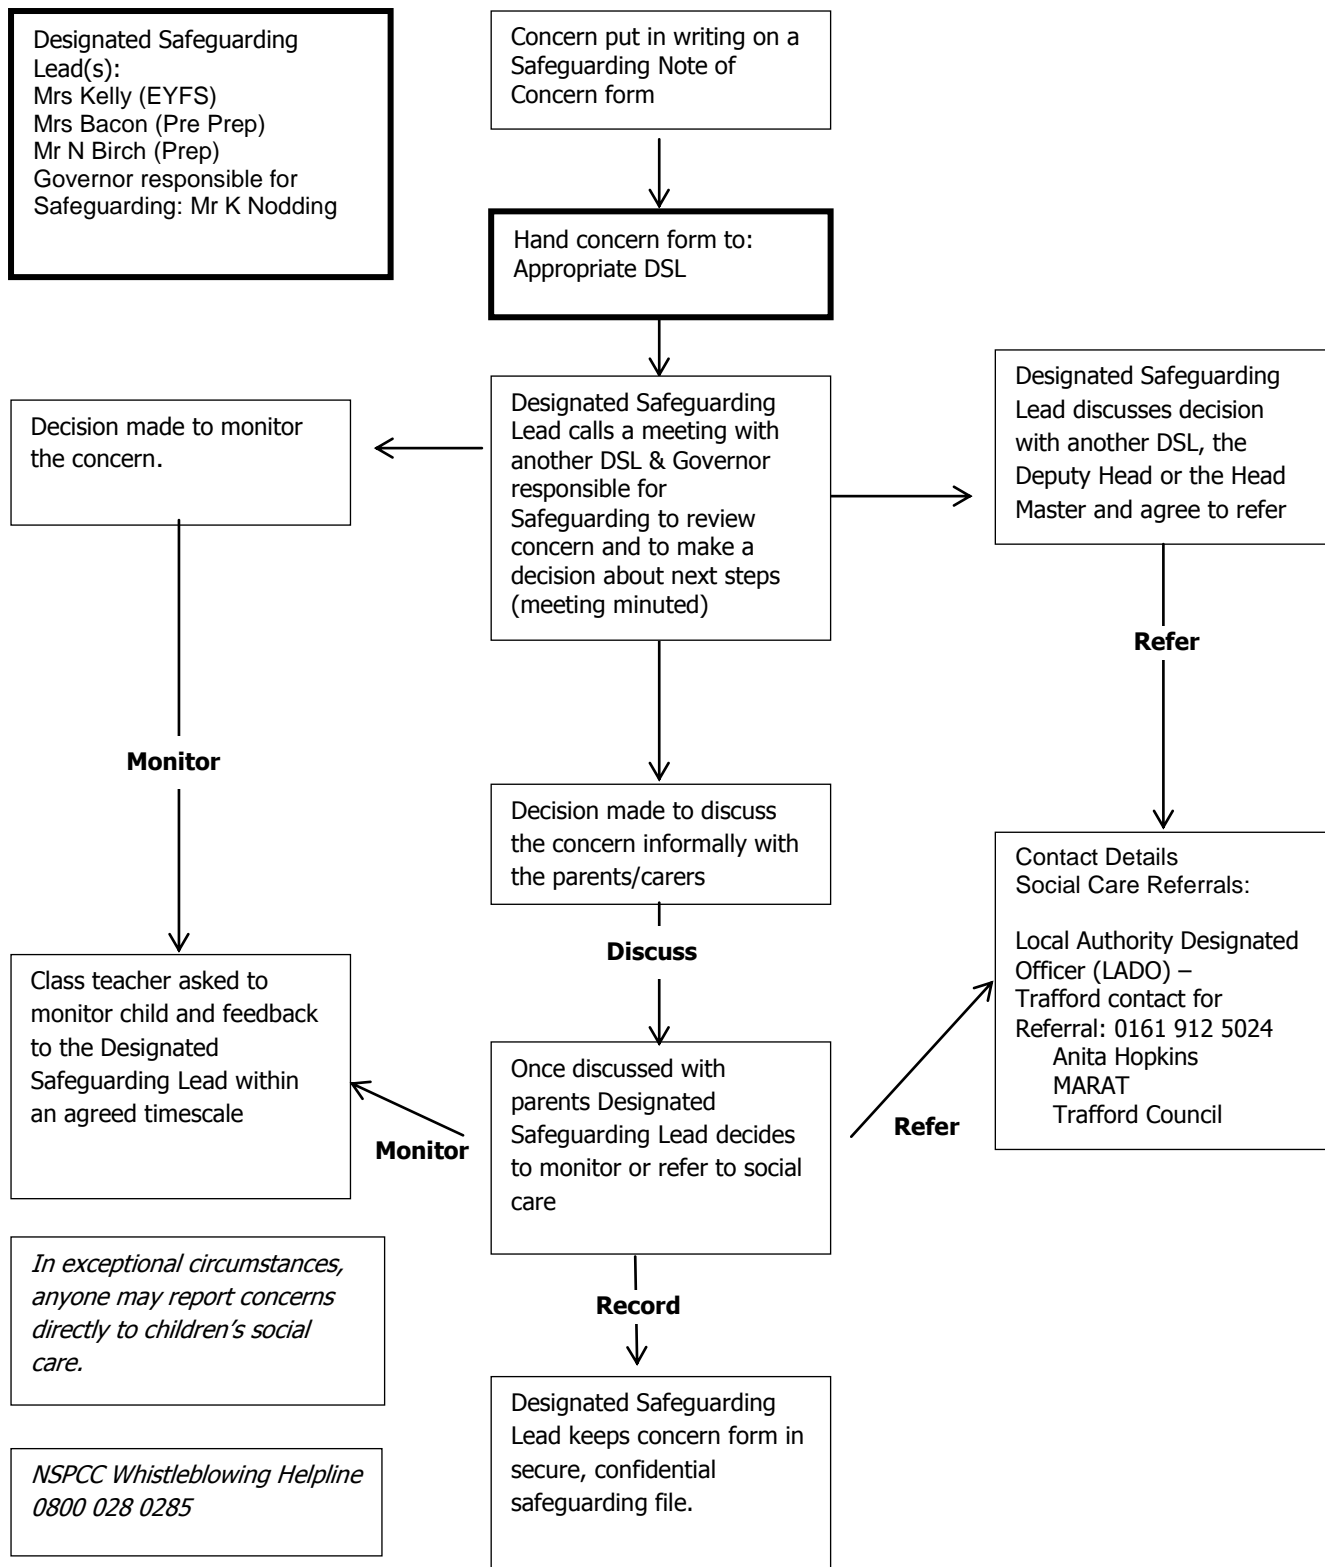 Designated Safeguarding
Lead(s):
Mrs Kelly (EYFS)
Mrs Bacon (Pre Prep)
Mr N Birch (Prep)
Governor responsible for
Safeguarding: Mr K Nodding
Concern put in writing on a
Safeguarding Note of
Concern form
Hand concern form to:
Appropriate DSL
Designated Safeguarding
Lead calls a meeting with
another DSL & Governor
responsible for
Safeguarding to review
concern and to make a
decision about next steps
(meeting minuted)
Decision made to monitor
the concern.
Designated Safeguarding
Lead discusses decision
with another DSL, the
Deputy Head or the Head
Master and agree to refer
Refer
Monitor
Decision made to discuss
the concern informally with
the parents/carers
Discuss
Contact Details
Social Care Referrals:
Local Authority Designated
Officer (LADO) –
Trafford contact for
Referral: 0161 912 5024
Anita Hopkins
MARAT
Trafford Council
Class teacher asked to
monitor child and feedback
to the Designated
Safeguarding Lead within
an agreed timescale
Monitor
Once discussed with
parents Designated
Safeguarding Lead decides
to monitor or refer to social
care
Refer
In exceptional circumstances,
anyone may report concerns
directly to children's social
care.
Record
Designated Safeguarding
Lead keeps concern form in
secure, confidential
safeguarding file.
NSPCC Whistleblowing Helpline
0800 028 0285